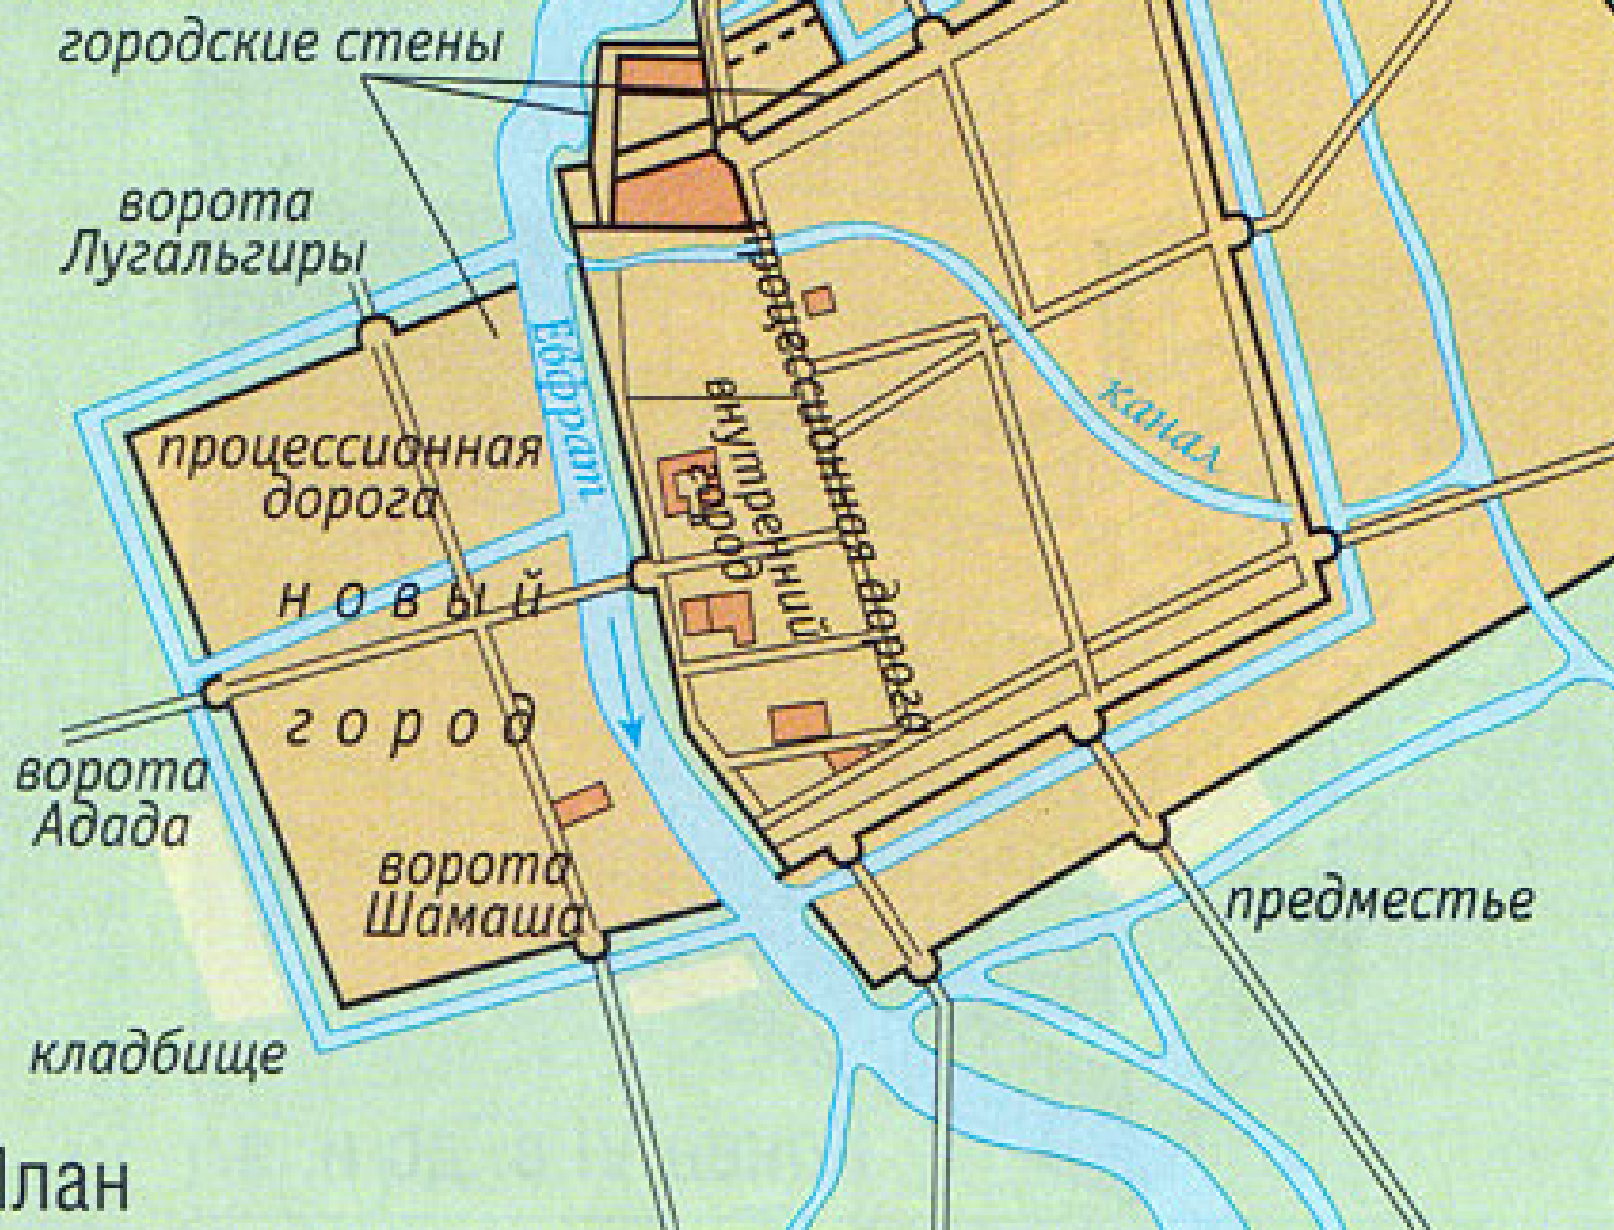 городские стены
ворота
Лугальгиры
Евфрат
процессионная
дорога
процессионная дорога
внутренний
город
канал
новый
город
ворота
Адада
ворота
Шамаша
предместье
кладбище
План